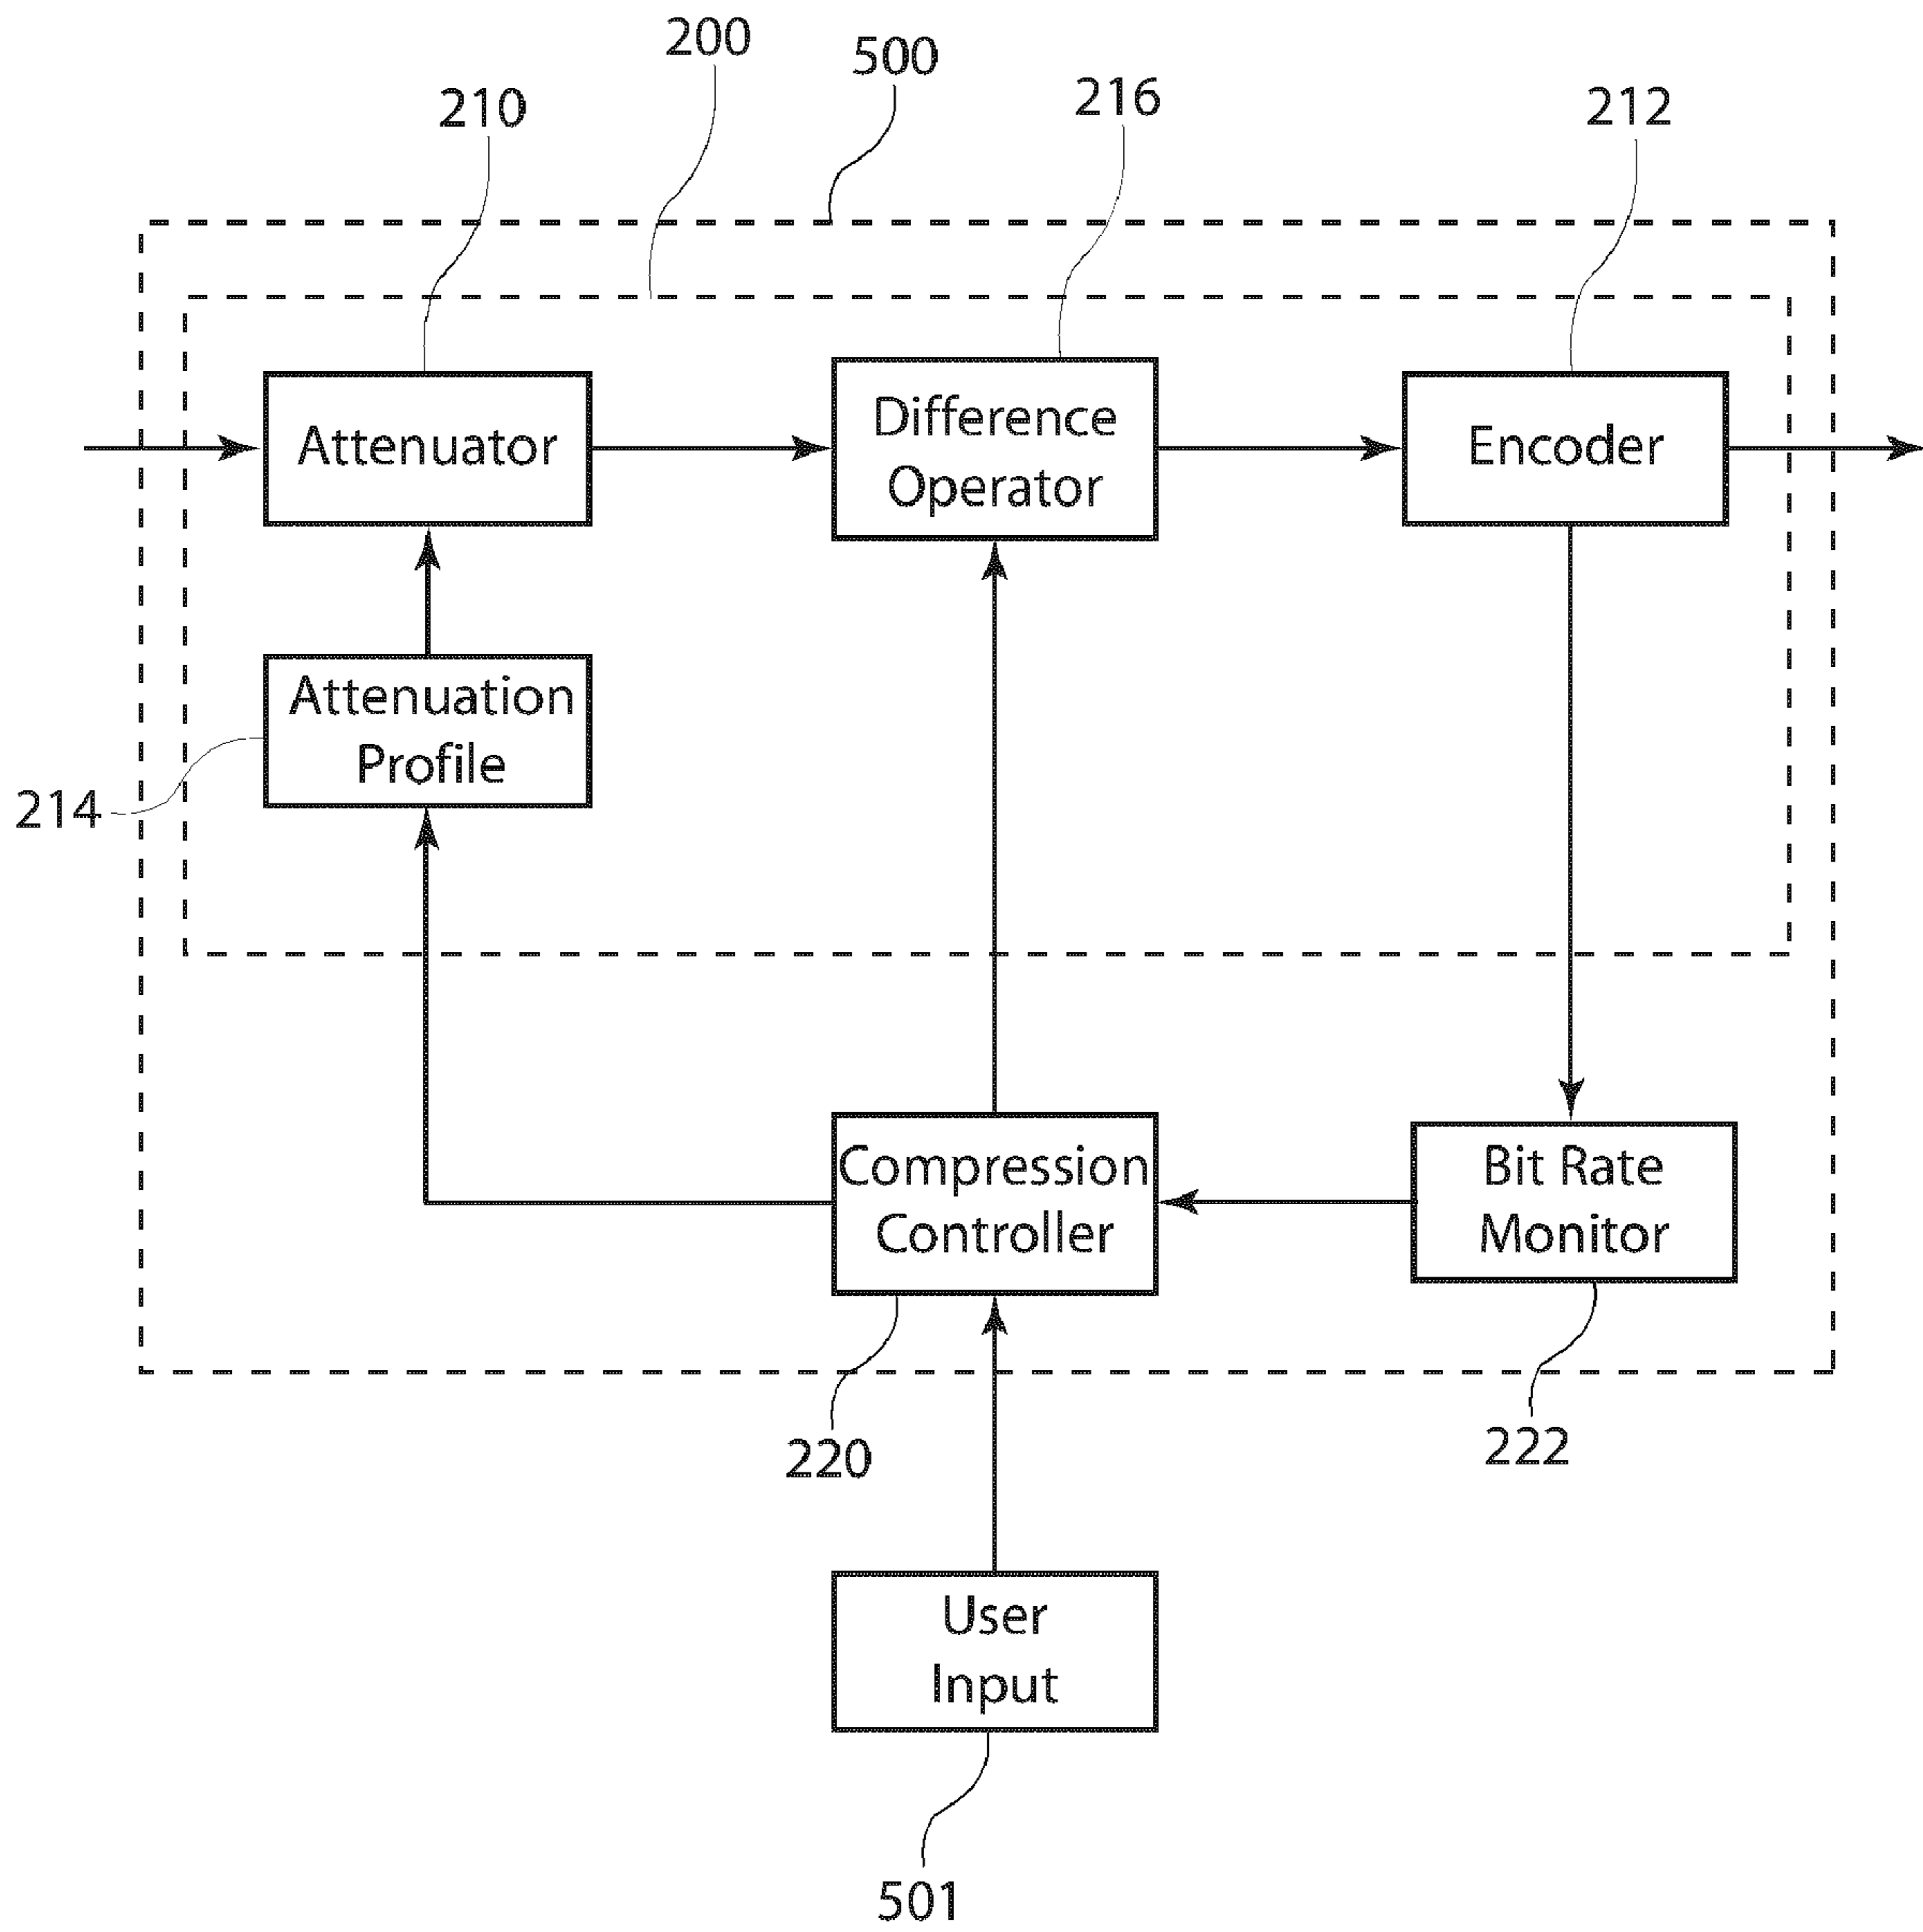 200
500
210
216
212
Attenuator
Difference
Operator
Encoder
Attenuation
Profile
214
Compression
Controller
Bit Rate
Monitor
220
222
User
Input
501